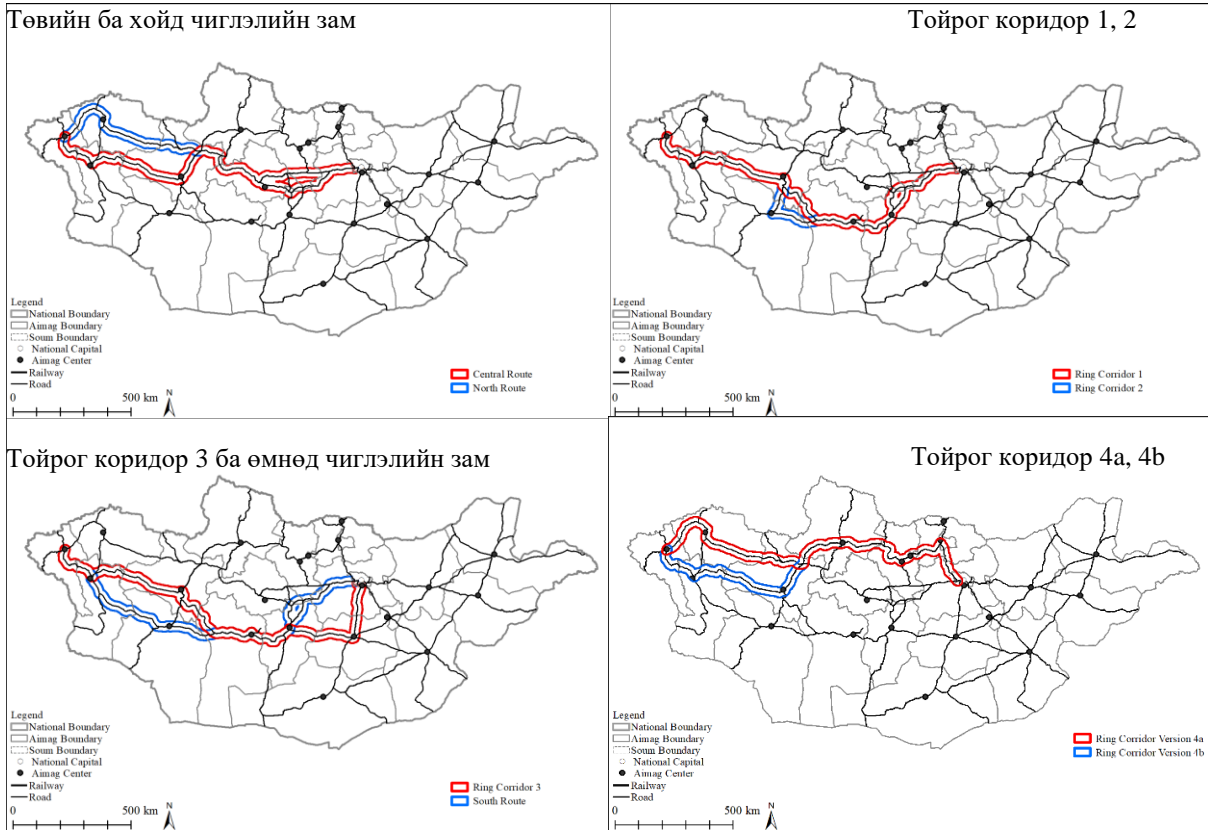 Төвийн ба хойд чиглэлийн зам
Legend
National Boundary
Aimag Boundary
Soum Boundary
National Capital
Aimag Center
Railway
Road
0 500 km
N
Central Route
North Route
Тойрог коридор 1, 2
Legend
National Boundary
Aimag Boundary
Soum Boundary
National Capital
Aimag Center
Railway
Road
0 500 km
N
Ring Corridor 1
Ring Corridor 2
Тойрог коридор 3 ба өмнөд чиглэлийн зам
Legend
National Boundary
Aimag Boundary
Soum Boundary
National Capital
Aimag Center
Railway
Road
0 500 km
N
Ring Corridor 3
South Route
Тойрог коридор 4a, 4b
Legend
National Boundary
Aimag Boundary
Soum Boundary
National Capital
Aimag Center
Railway
Road
0 500 km
N
Ring Corridor Version 4a
Ring Corridor Version 4b